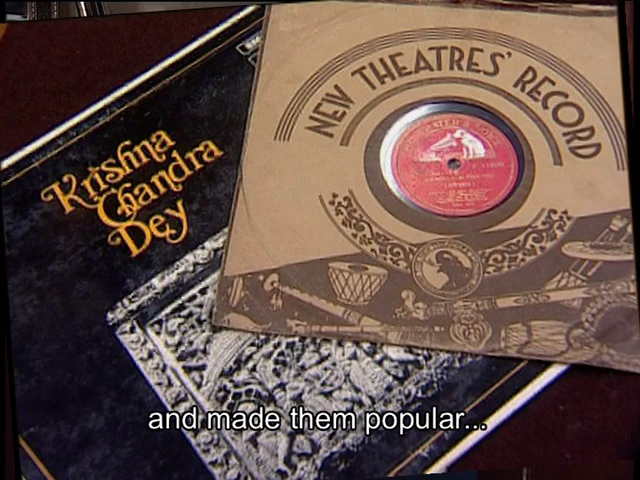 NEW THEATRES' RECORD
Krishna
Chandra
Dey
and made them popular...